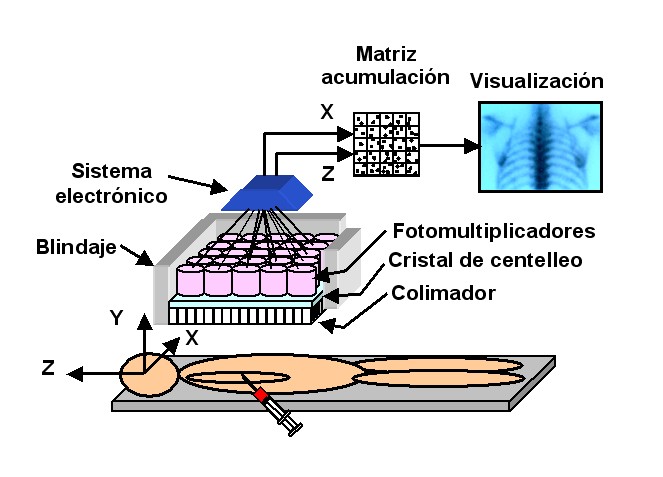 Matriz
acumulación
Visualización
X
Z
Sistema
electrónico
Blindaje
Fotomultiplicadores
Cristal de centelleo
Colimador
Y
X
Z